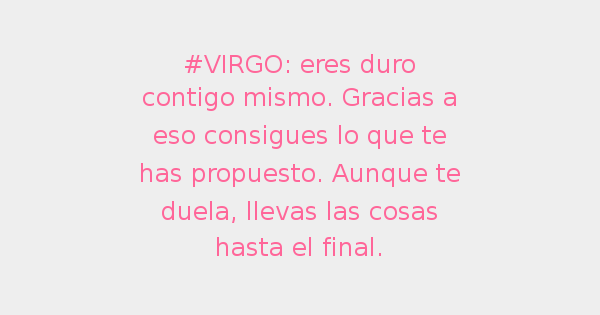 #VIRGO: eres duro
contigo mismo. Gracias a
eso consigues lo que te
has propuesto. Aunque te
duela, llevas las cosas
hasta el final.